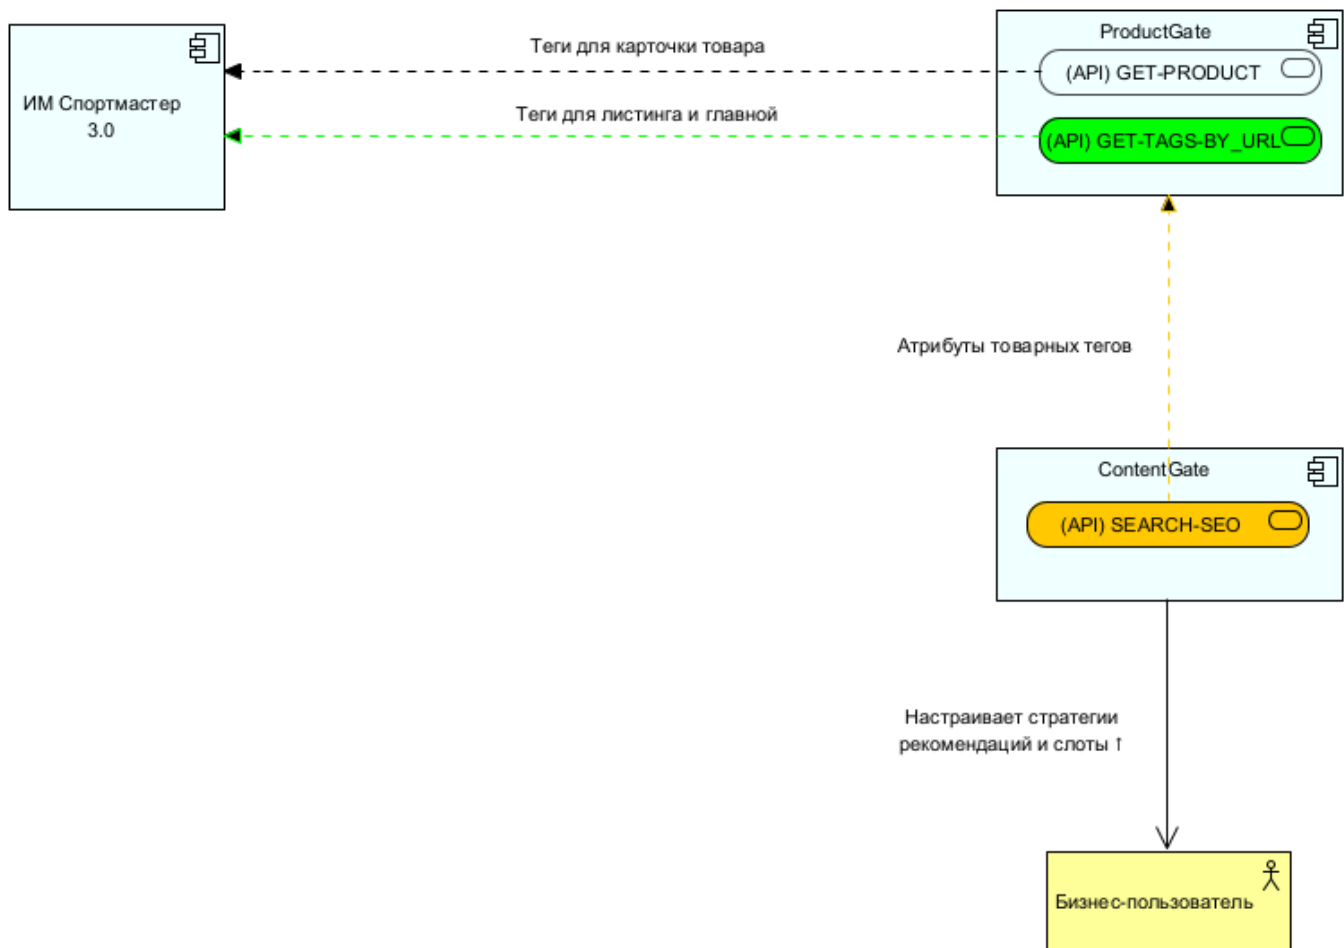 ProductGate
Теги для карточки товара
(API) GET-PRODUCT
ИМ Спортмастер
3.0
Теги для листинга и главной
(API) GET-TAGS-BY_URL
Атрибуты товарных тегов
ContentGate
(API) SEARCH-SEO
Настраивает стратегии
рекомендаций и слоты ↑
Бизнес-пользователь